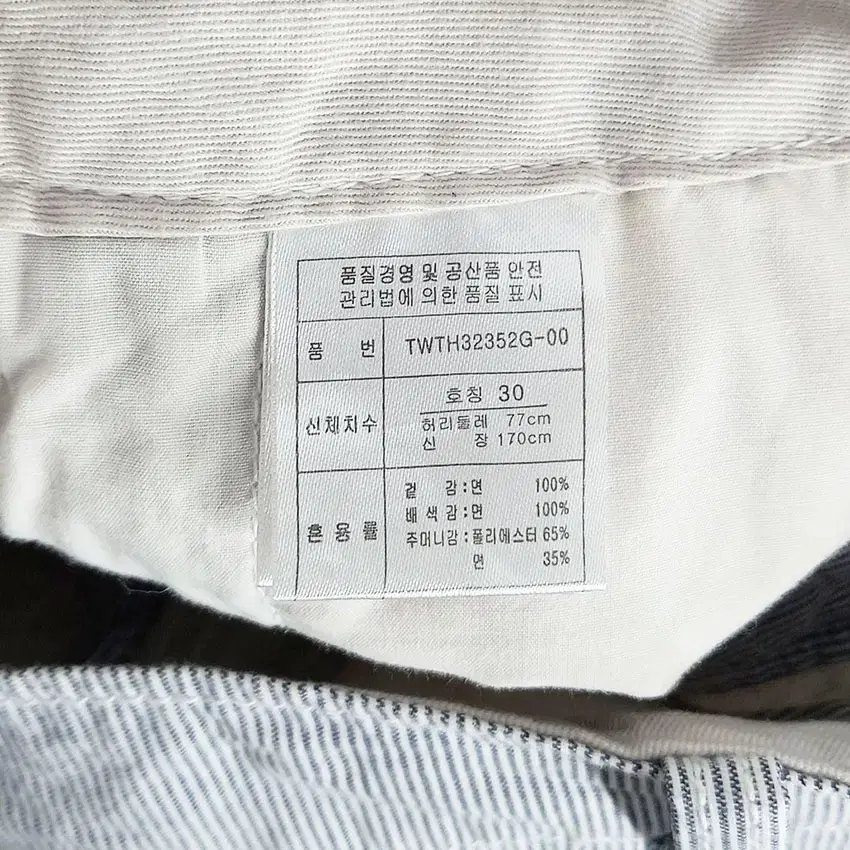 품질경영 및 공산품 안전
관리법에 의한 품질 표시
품 번 TWTH32352G-00
신체치수 호칭 30
허리둘레 77cm
신 장 170cm
혼용률 겉 감:면 100%
배색감:면 100%
주머니감:폴리에스터 65%
면 35%